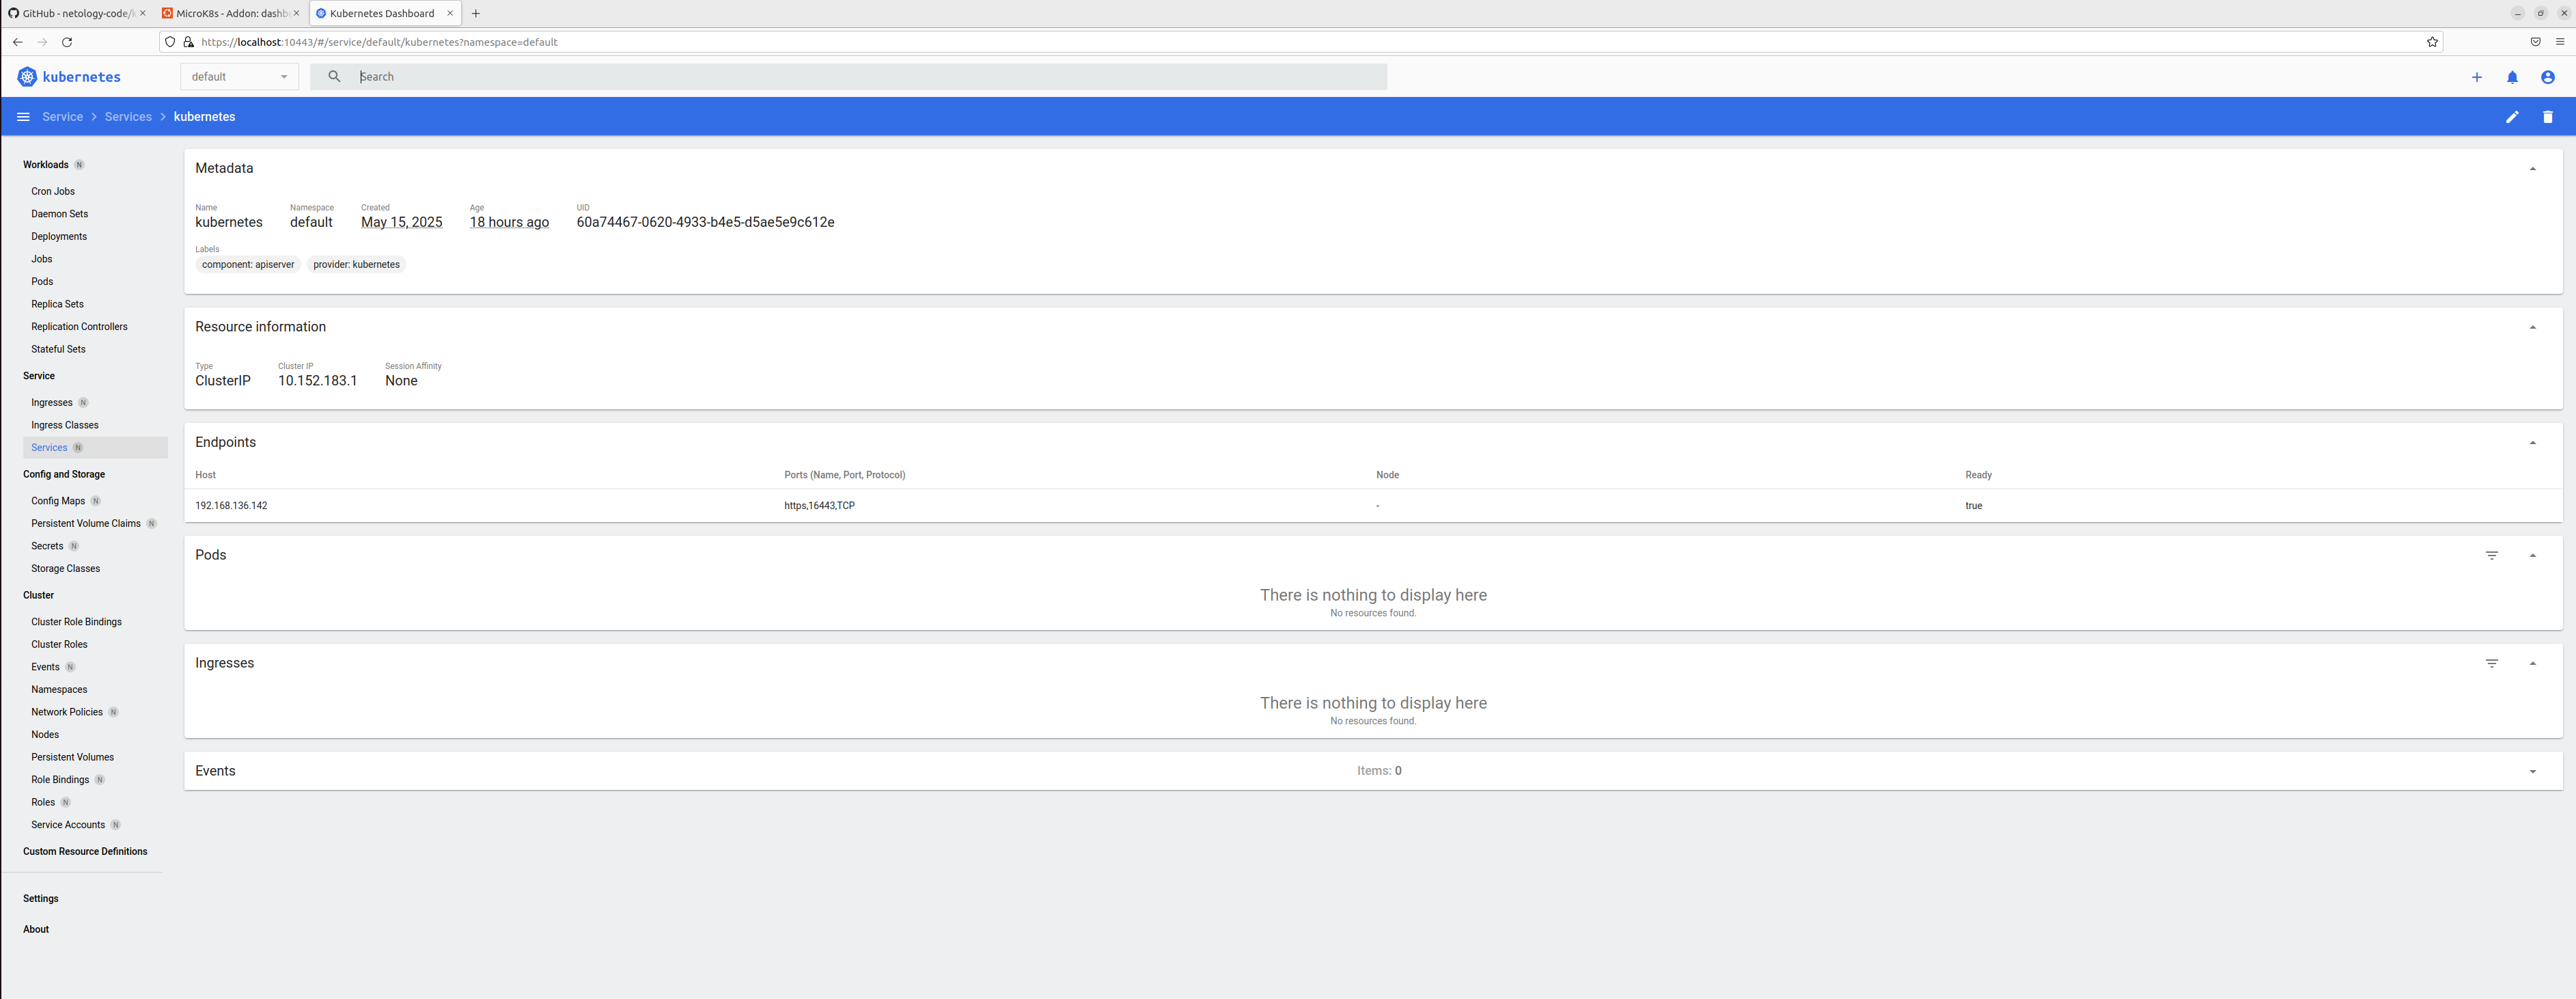 GitHub - netology-code/k
MicroK8s - Addon: dashb
Kubernetes Dashboard
https://localhost:10443/#/service/default/kubernetes?namespace=default
kubernetes
default
Search
Service > Services > kubernetes
Workloads N
Cron Jobs
Daemon Sets
Deployments
Jobs
Pods
Replica Sets
Replication Controllers
Stateful Sets
Service
Ingresses N
Ingress Classes
Services N
Config and Storage
Config Maps N
Persistent Volume Claims N
Secrets N
Storage Classes
Cluster
Cluster Role Bindings
Cluster Roles
Events N
Namespaces
Network Policies N
Nodes
Persistent Volumes
Role Bindings N
Roles N
Service Accounts N
Custom Resource Definitions
Settings
About
Metadata
Name Namespace Created Age UID
kubernetes default May 15, 2025 18 hours ago 60a74467-0620-4933-b4e5-d5ae5e9c612e
Labels
component: apiserver provider: kubernetes
Resource information
Type Cluster IP Session Affinity
ClusterIP 10.152.183.1 None
Endpoints
Host Ports (Name, Port, Protocol) Node Ready
192.168.136.142 https,16443,TCP - true
Pods
There is nothing to display here
No resources found.
Ingresses
There is nothing to display here
No resources found.
Events Items: 0